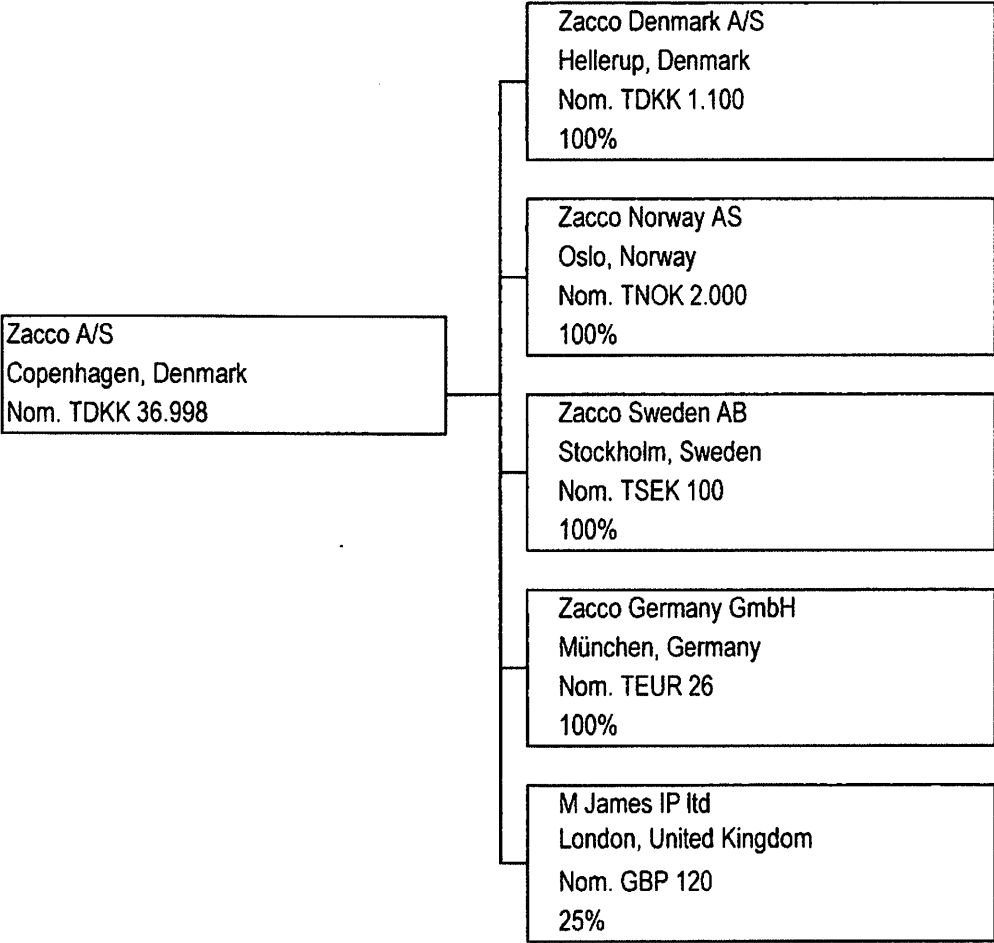 Zacco A/S
Copenhagen, Denmark
Nom. TDKK 36.998
Zacco Denmark A/S
Hellerup, Denmark
Nom. TDKK 1.100
100%
Zacco Norway AS
Oslo, Norway
Nom. TNOK 2.000
100%
Zacco Sweden AB
Stockholm, Sweden
Nom. TSEK 100
100%
Zacco Germany GmbH
München, Germany
Nom. TEUR 26
100%
M James IP ltd
London, United Kingdom
Nom. GBP 120
25%